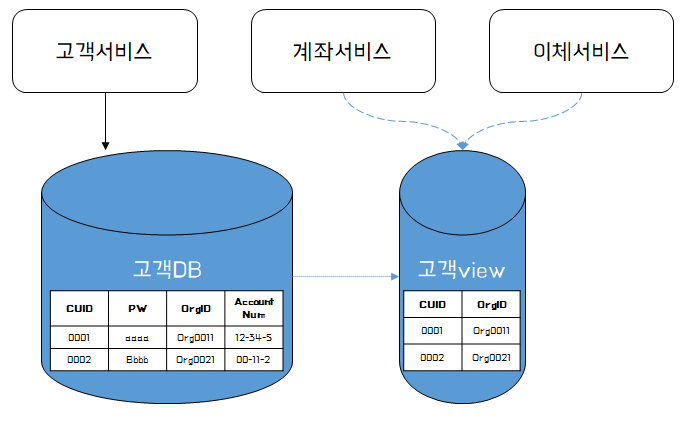 고객서비스 계좌서비스 이체서비스
고객DB
CUID PW OrgID Account Num
0001 aaaa Org0011 12-34-5
0002 Bbbb Org0021 00-11-2
고객view
CUID OrgID
0001 Org0011
0002 Org0021